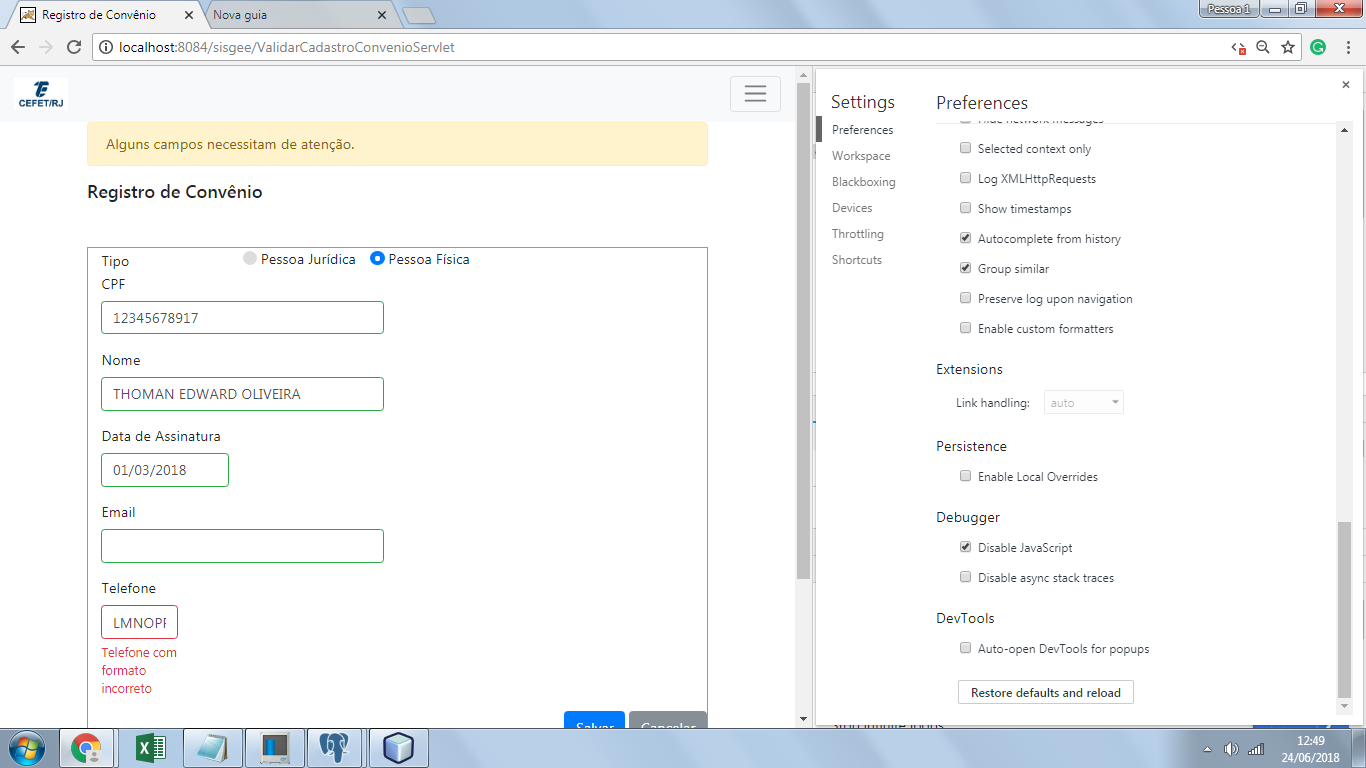 Registro de Convênio
Nova guia
Pessoa 1
localhost:8084/sisgee/ValidarCadastroConvenioServlet
CEFET/RJ
Alguns campos necessitam de atenção.
Registro de Convênio
Tipo
Pessoa Jurídica
Pessoa Física
CPF
12345678917
Nome
THOMAN EDWARD OLIVEIRA
Data de Assinatura
01/03/2018
Email
Telefone
Telefone com
formato
incorreto
Salvar
Cancelar
Settings
Preferences
Workspace
Blackboxing
Devices
Throttling
Shortcuts
Preferences
Hide network messages
Selected context only
Log XMLHttpRequests
Show timestamps
Autocomplete from history
Group similar
Preserve log upon navigation
Enable custom formatters
Extensions
Link handling:
auto
Persistence
Enable Local Overrides
Debugger
Disable JavaScript
Disable async stack traces
DevTools
Auto-open DevTools for popups
Restore defaults and reload
12:49
24/06/2018